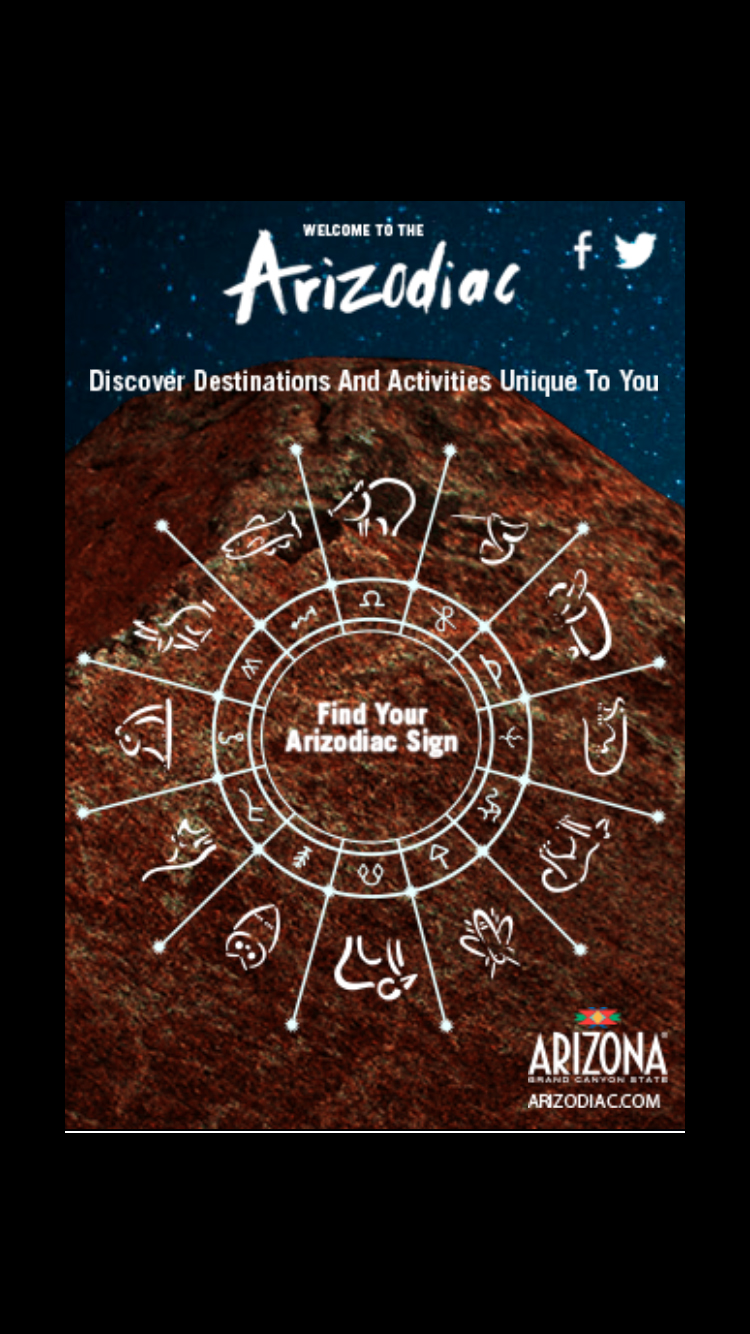 WELCOME TO THE
Arizodiac
f
Discover Destinations And Activities Unique To You
Find Your
Arizodiac Sign
ARIZONA®
GRAND CANYON STATE
ARIZODIAC.COM